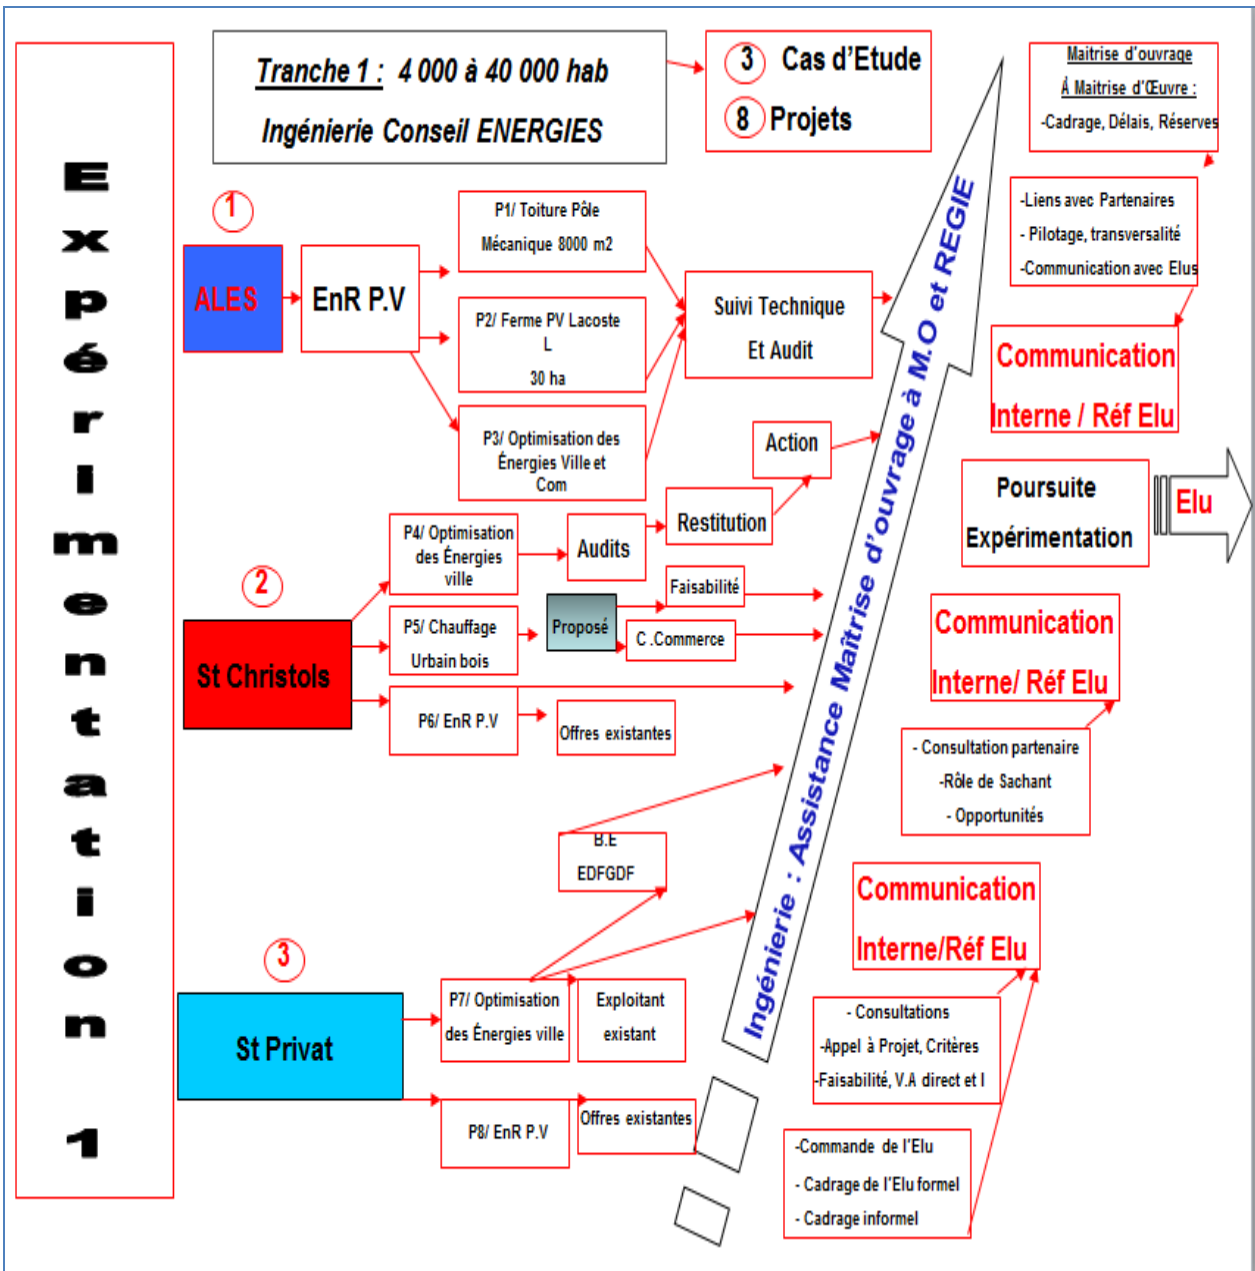 Expérimentation 1
Tranche 1 : 4 000 à 40 000 hab
Ingénierie Conseil ENERGIES
3 Cas d'Etude
8 Projets
1
ALES
EnR P.V
P1/ Toiture Pôle
Mécanique 8000 m2
P2/ Ferme PV Lacoste
L
30 ha
P3/ Optimisation des
Énergies Ville et
Com
Suivi Technique
Et Audit
2
St Christols
P4/ Optimisation
des Énergies
ville
Audits
Restitution
Action
P5/ Chauffage
Urbain bois
Proposé
Faisabilité
C .Commerce
P6/ EnR P.V
Offres existantes
3
St Privat
B.E
EDFGDF
P7/ Optimisation
des Énergies ville
Exploitant
existant
P8/ EnR P.V
Offres existantes
Ingénierie : Assistance Maîtrise d'ouvrage à M.O et REGIE
Maitrise d'ouvrage
À Maitrise d'Œuvre :
-Cadrage, Délais, Réserves
-Liens avec Partenaires
- Pilotage, transversalité
-Communication avec Elus
Communication
Interne / Réf Elu
Poursuite
Expérimentation
Elu
Communication
Interne/ Réf Elu
- Consultation partenaire
-Rôle de Sachant
- Opportunités
Communication
Interne/Réf Elu
- Consultations
-Appel à Projet, Critères
-Faisabilité, V.A direct et I
-Commande de l'Elu
- Cadrage de l'Elu formel
- Cadrage informel